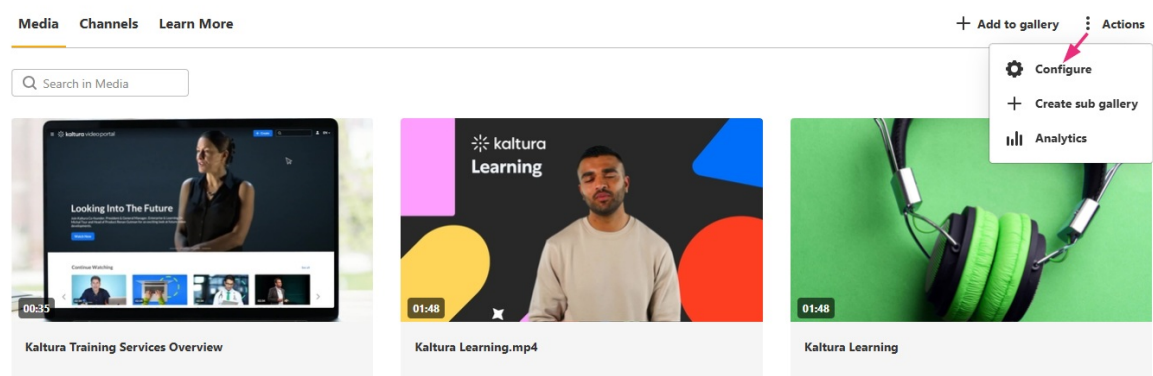 Media Channels Learn More
+ Add to gallery Actions
Search in Media
Configure
+ Create sub gallery
Analytics
kaltura videoportal
Looking Into The Future
Continue Watching
00:35
kaltura
Learning
01:48
01:48
Kaltura Training Services Overview
Kaltura Learning.mp4
Kaltura Learning